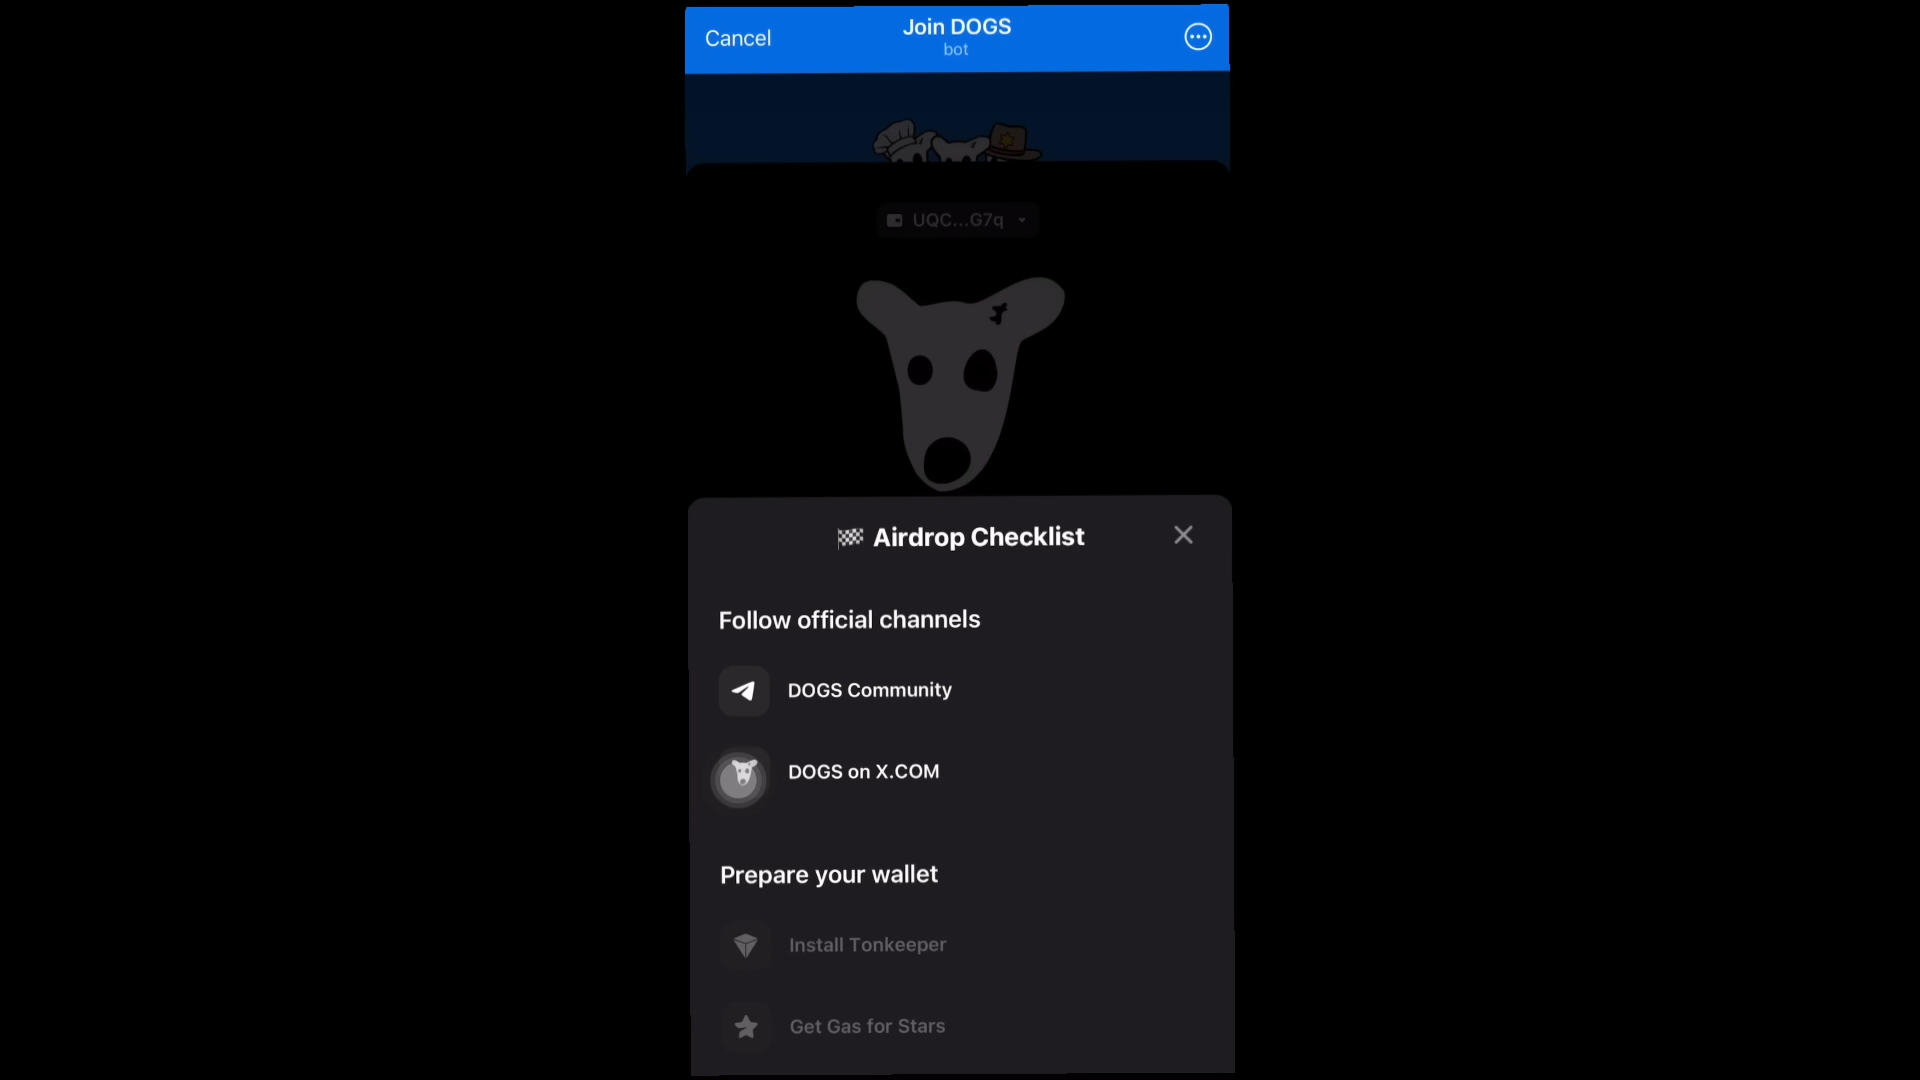 Cancel
Join DOGS
bot
UQC...G7q
Airdrop Checklist
Follow official channels
DOGS Community
DOGS on X.COM
Prepare your wallet
Install Tonkeeper
Get Gas for Stars